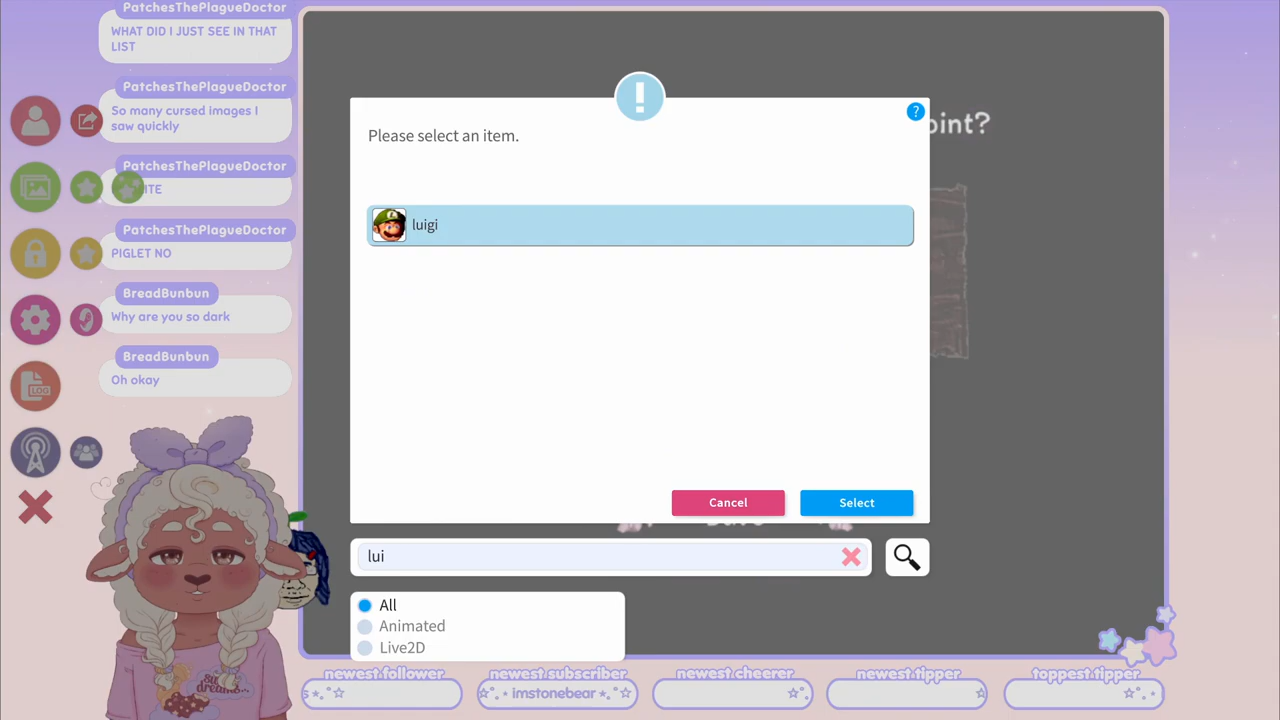 PatchesThePlagueDoctor
WHAT DID I JUST SEE IN THAT
LIST
PatchesThePlagueDoctor
So many cursed images I
saw quickly
PatchesThePlagueDoctor
PatchesThePlagueDoctor
PIGLET NO
BreadBunbun
Why are you so dark
BreadBunbun
Oh okay
LOG
Please select an item.
?
luigi
Cancel
Select
lui
All
Animated
Live2D
newest follower
newest subscriber
imstonebear
newest cheerer
newest tipper
toppest tipper